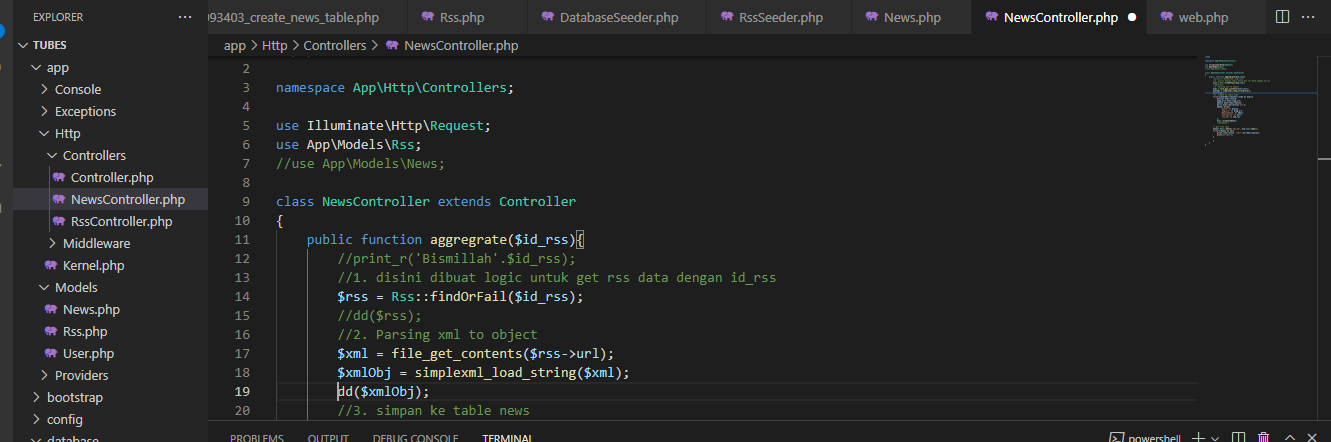 EXPLORER
093403_create_news_table.php
Rss.php
DatabaseSeeder.php
RssSeeder.php
News.php
NewsController.php
web.php
TUBES
app
Console
Exceptions
Http
Controllers
Controller.php
NewsController.php
RssController.php
Middleware
Kernel.php
Models
News.php
Rss.php
User.php
Providers
bootstrap
config
database
app > Http > Controllers > NewsController.php
2
3 namespace App\Http\Controllers;
4
5 use Illuminate\Http\Request;
6 use App\Models\Rss;
7 //use App\Models\News;
8
9 class NewsController extends Controller
10 {
11 public function aggregrate($id_rss){
12 //print_r('Bismillah'.$id_rss);
13 //1. disini dibuat logic untuk get rss data dengan id_rss
14 $rss = Rss::findOrFail($id_rss);
15 //dd($rss);
16 //2. Parsing xml to object
17 $xml = file_get_contents($rss->url);
18 $xmlObj = simplexml_load_string($xml);
19 dd($xmlObj);
20 //3. simpan ke table news
PROBLEMS OUTPUT DEBUG CONSOLE TERMINAL
powershell